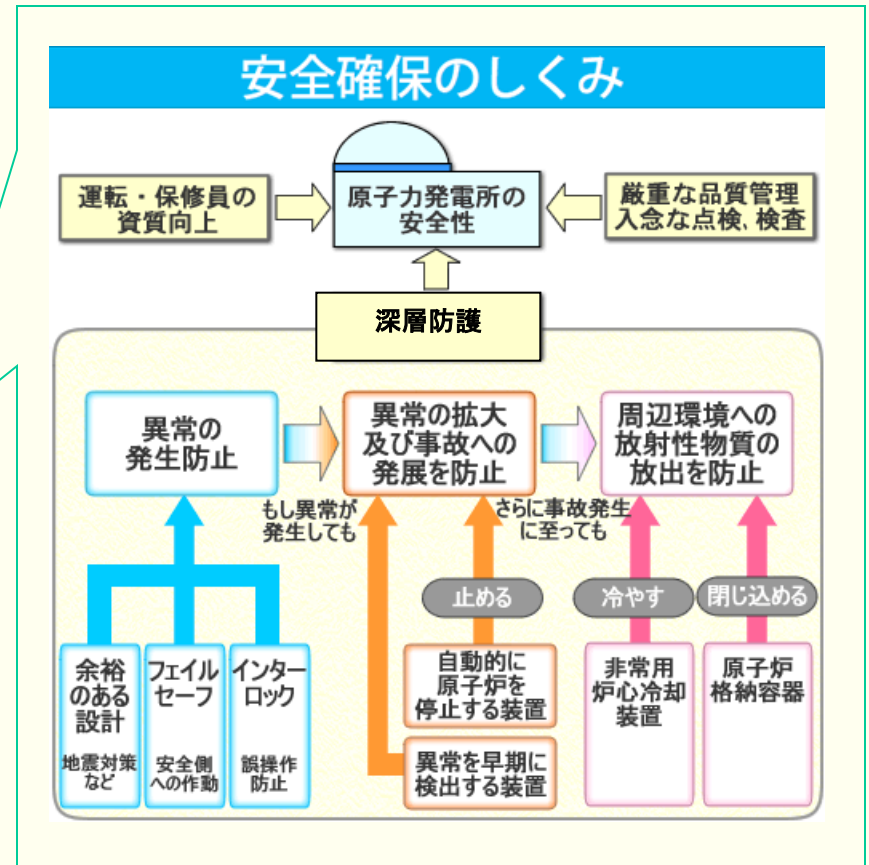 安全確保のしくみ
運転・保修員の
資質向上
原子力発電所の
安全性
厳重な品質管理
入念な点検、検査
深層防護
異常の
発生防止
異常の拡大
及び事故への
発展を防止
周辺環境への
放射性物質の
放出を防止
もし異常が
発生しても
さらに事故発生
に至っても
止める
冷やす
閉じ込める
余裕
のある
設計
地震対策
など
フェイル
セーフ
安全側
への作動
インター
ロック
誤操作
防止
自動的に
原子炉を
停止する装置
異常を早期に
検出する装置
非常用
炉心冷却
装置
原子炉
格納容器